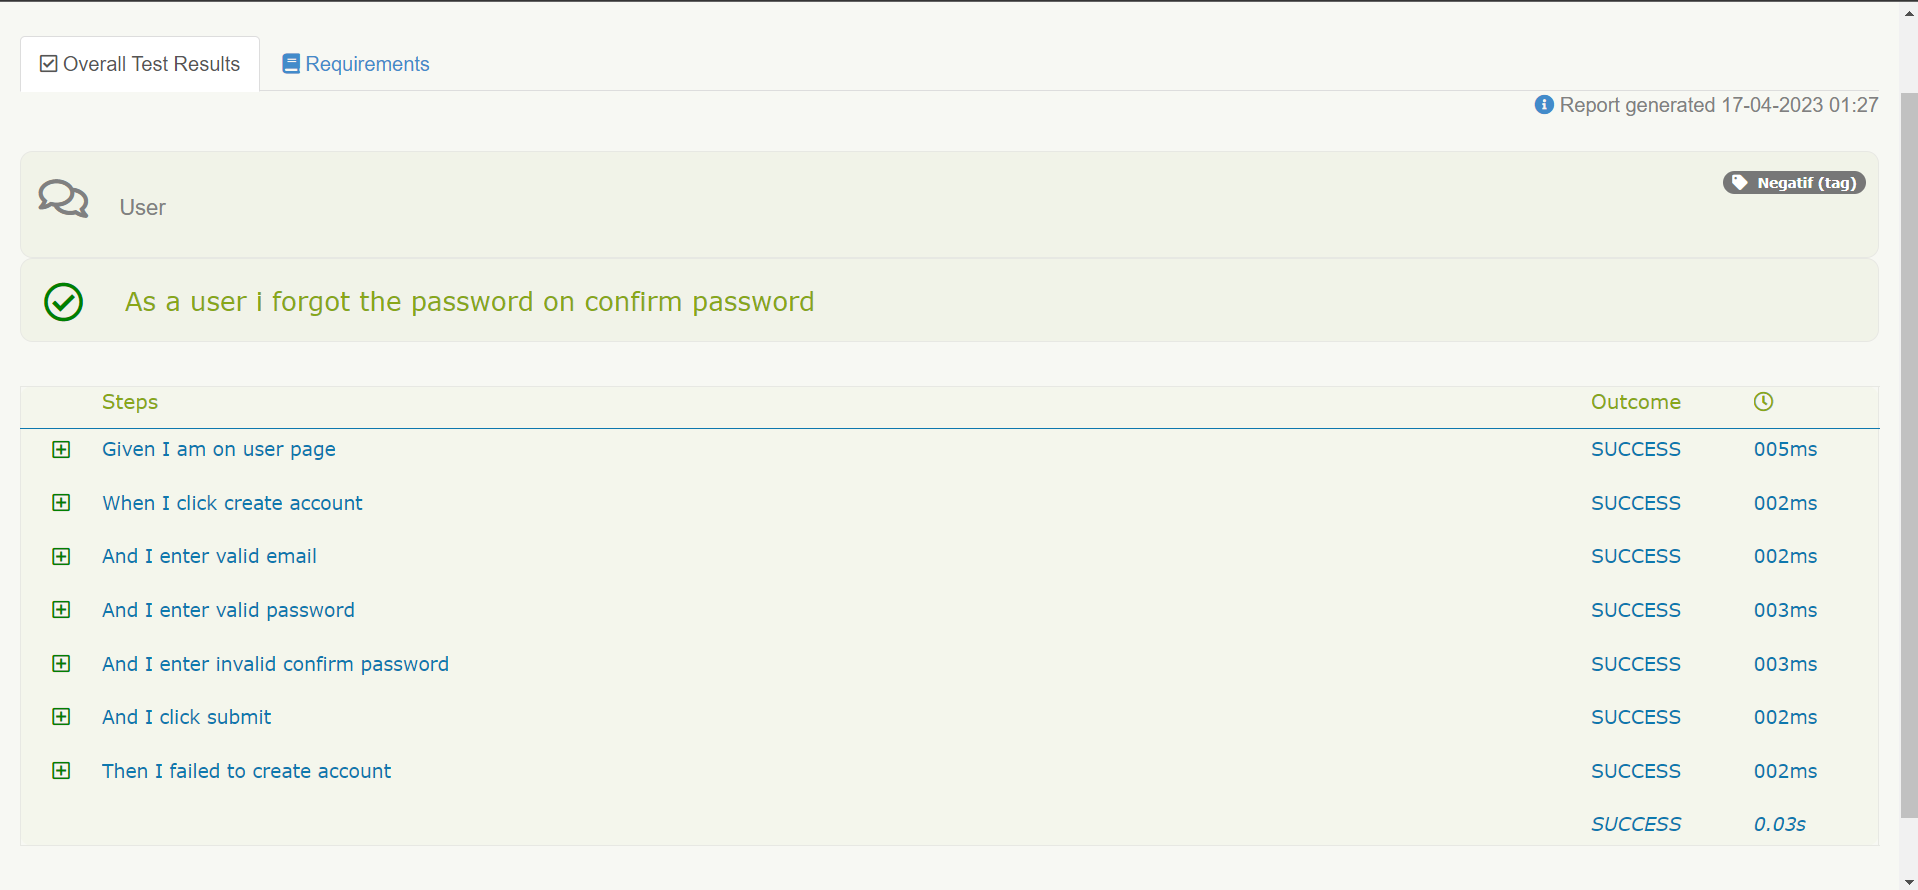 Overall Test Results Requirements
Report generated 17-04-2023 01:27
Negatif (tag)
User
As a user i forgot the password on confirm password
Steps Outcome
Given I am on user page SUCCESS 005ms
When I click create account SUCCESS 002ms
And I enter valid email SUCCESS 002ms
And I enter valid password SUCCESS 003ms
And I enter invalid confirm password SUCCESS 003ms
And I click submit SUCCESS 002ms
Then I failed to create account SUCCESS 002ms
SUCCESS 0.03s